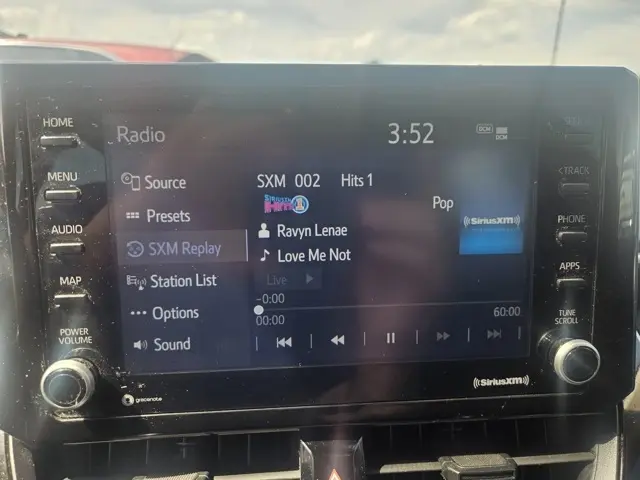 HOME
MENU
AUDIO
MAP
POWER
VOLUME
Radio
3:52
DCM
DCM
Source
Presets
SXM Replay
Station List
Options
Sound
SXM 002 Hits 1
Pop
SiriusXM
Ravyn Lenae
Love Me Not
Live
-0:00
00:00
60:00
gracenote
SiriusXM
TRACK
PHONE
APPS
TUNE
SCROLL